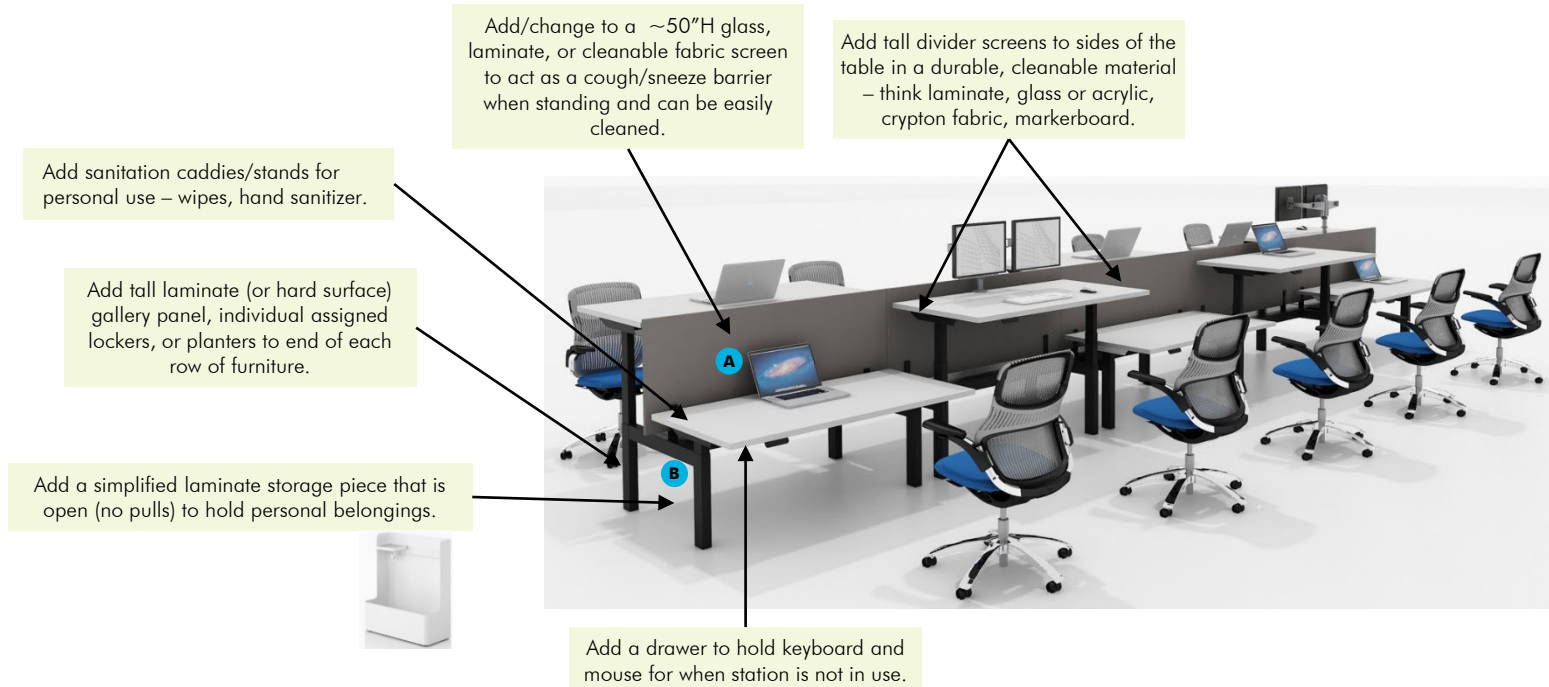 Add/change to a ~50”H glass,
laminate, or cleanable fabric screen
to act as a cough/sneeze barrier
when standing and can be easily
cleaned.
Add tall divider screens to sides of the
table in a durable, cleanable material
– think laminate, glass or acrylic,
crypton fabric, markerboard.
Add sanitation caddies/stands for
personal use – wipes, hand sanitizer.
Add tall laminate (or hard surface)
gallery panel, individual assigned
lockers, or planters to end of each
row of furniture.
A
B
Add a simplified laminate storage piece that is
open (no pulls) to hold personal belongings.
Add a drawer to hold keyboard and
mouse for when station is not in use.